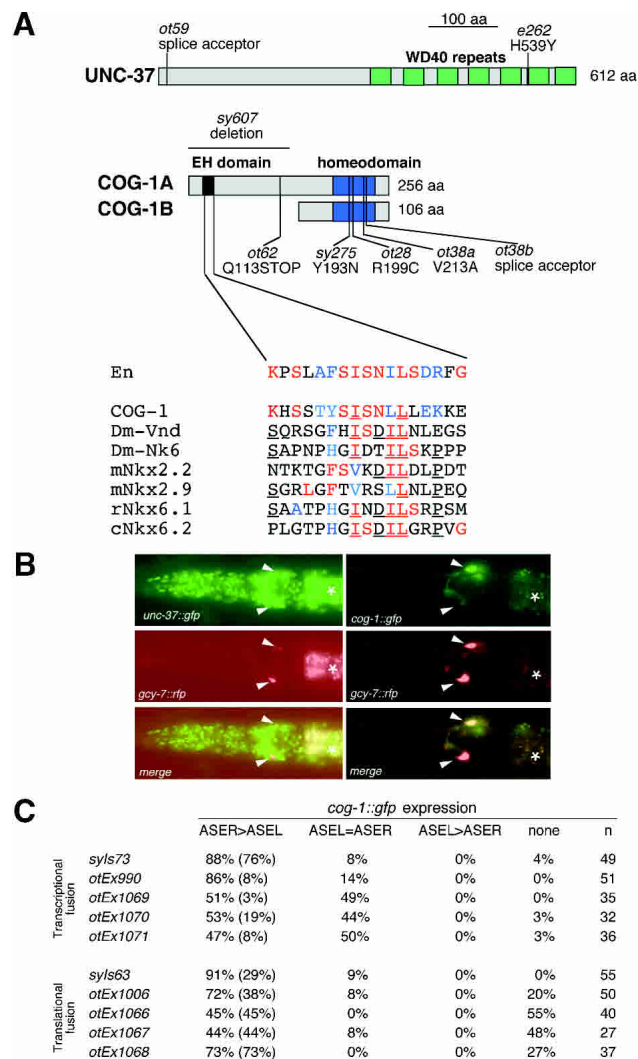 A
100 aa
ot59
splice acceptor
e262
H539Y
WD40 repeats
UNC-37
612 aa
sy607
deletion
EH domain
homeodomain
COG-1A
256 aa
COG-1B
106 aa
ot62
Q113STOP
sy275
Y193N
ot28
R199C
ot38a
V213A
ot38b
splice acceptor
En KPSLAFSISNILSDRFG
COG-1 KHSSTYSISNLLEKKE
Dm-Vnd SQRSGFHISDILNLEGS
Dm-Nk6 SAPNPHGIDTILSKPPP
mNkx2.2 NTKTGFSVKDILDLPDT
mNkx2.9 SGRLGFTVRSLLNLPEQ
rNkx6.1 SAATPHGINDILSRPSM
cNkx6.2 PLGTPHGISDILGRPVG
B
unc-37::gfp
*
cog-1::gfp
*
gcy-7::rfp
*
gcy-7::rfp
*
merge
*
merge
*
C
cog-1::gfp expression
ASER>ASEL ASEL=ASER ASEL>ASER none n
Transcriptional
fusion
syIs73 88% (76%) 8% 0% 4% 49
otEx990 86% (8%) 14% 0% 0% 51
otEx1069 51% (3%) 49% 0% 0% 35
otEx1070 53% (19%) 44% 0% 3% 32
otEx1071 47% (8%) 50% 0% 3% 36
Translational
fusion
syIs63 91% (29%) 9% 0% 0% 55
otEx1006 72% (38%) 8% 0% 20% 50
otEx1066 45% (45%) 0% 0% 55% 40
otEx1067 44% (44%) 8% 0% 48% 27
otEx1068 73% (73%) 0% 0% 27% 37